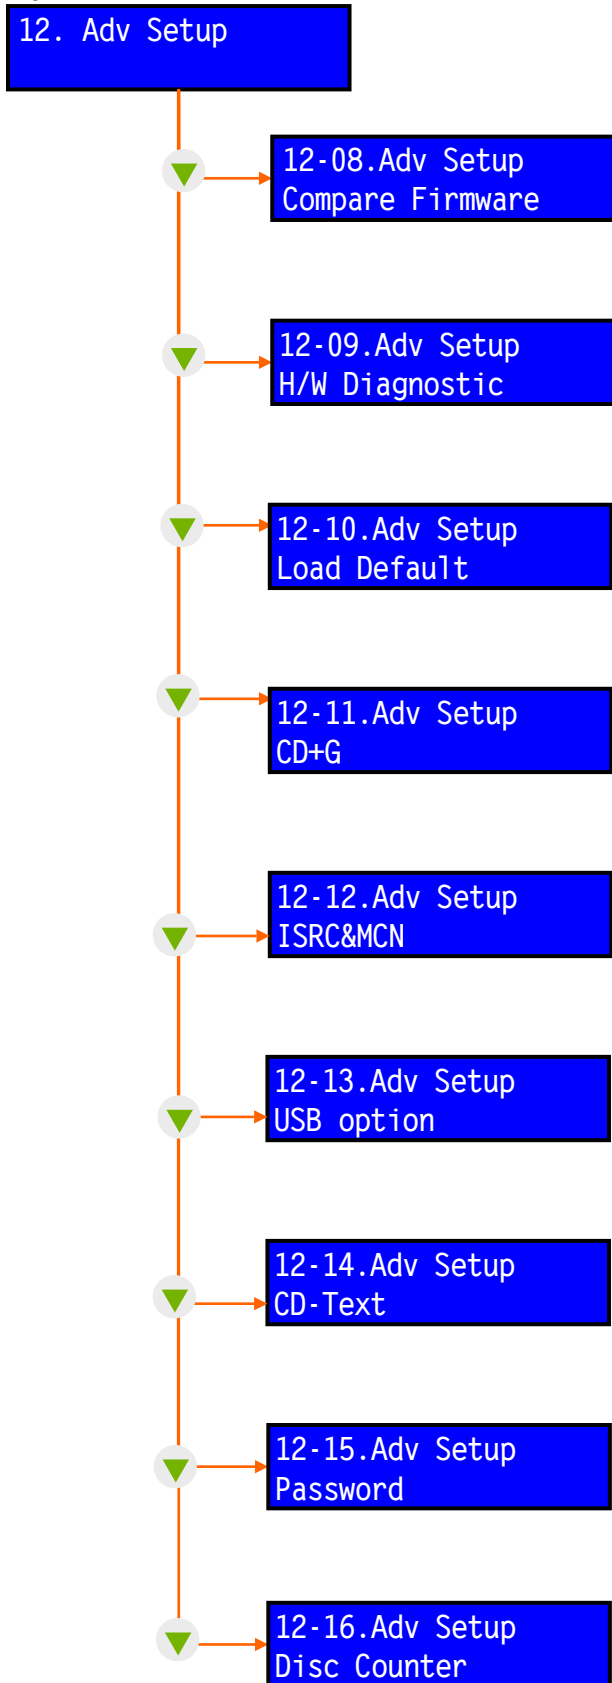 12. Adv Setup
12-08.Adv Setup
Compare Firmware
12-09.Adv Setup
H/W Diagnostic
12-10.Adv Setup
Load Default
12-11.Adv Setup
CD+G
12-12.Adv Setup
ISRC&MCN
12-13.Adv Setup
USB option
12-14.Adv Setup
CD-Text
12-15.Adv Setup
Password
12-16.Adv Setup
Disc Counter